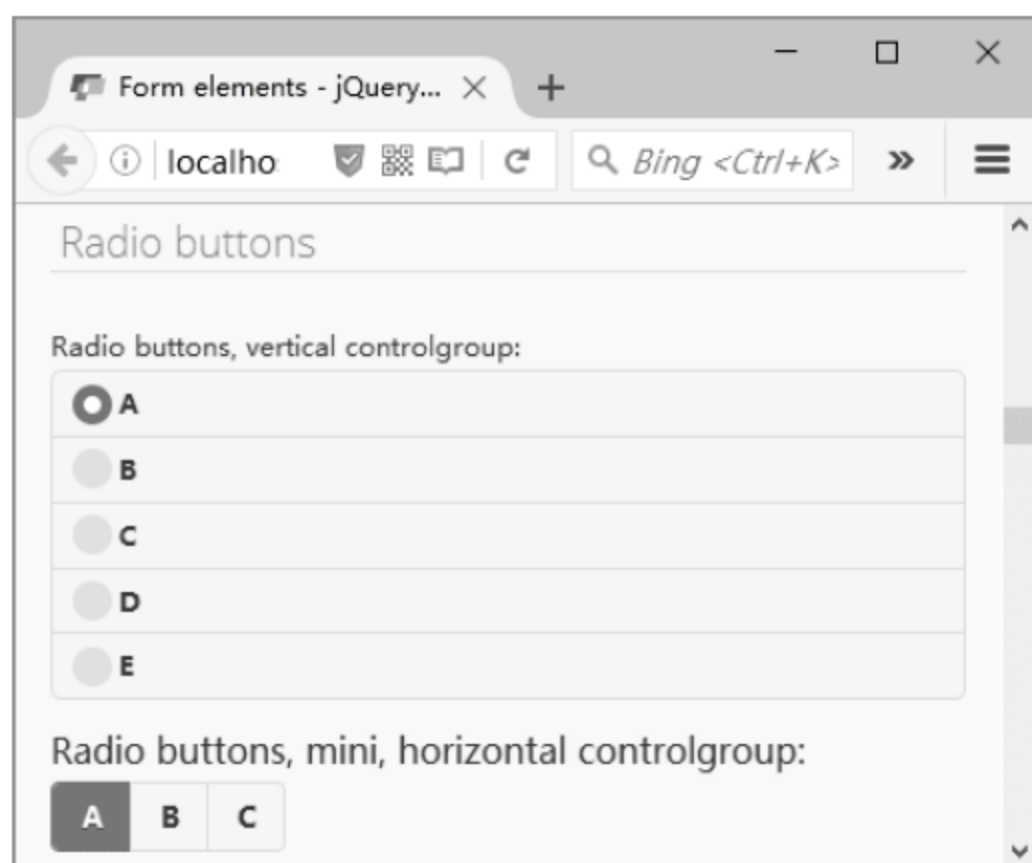 Form elements - jQuery...
localho
Bing <Ctrl+K>
Radio buttons
Radio buttons, vertical controlgroup:
A
B
C
D
E
Radio buttons, mini, horizontal controlgroup:
A B C